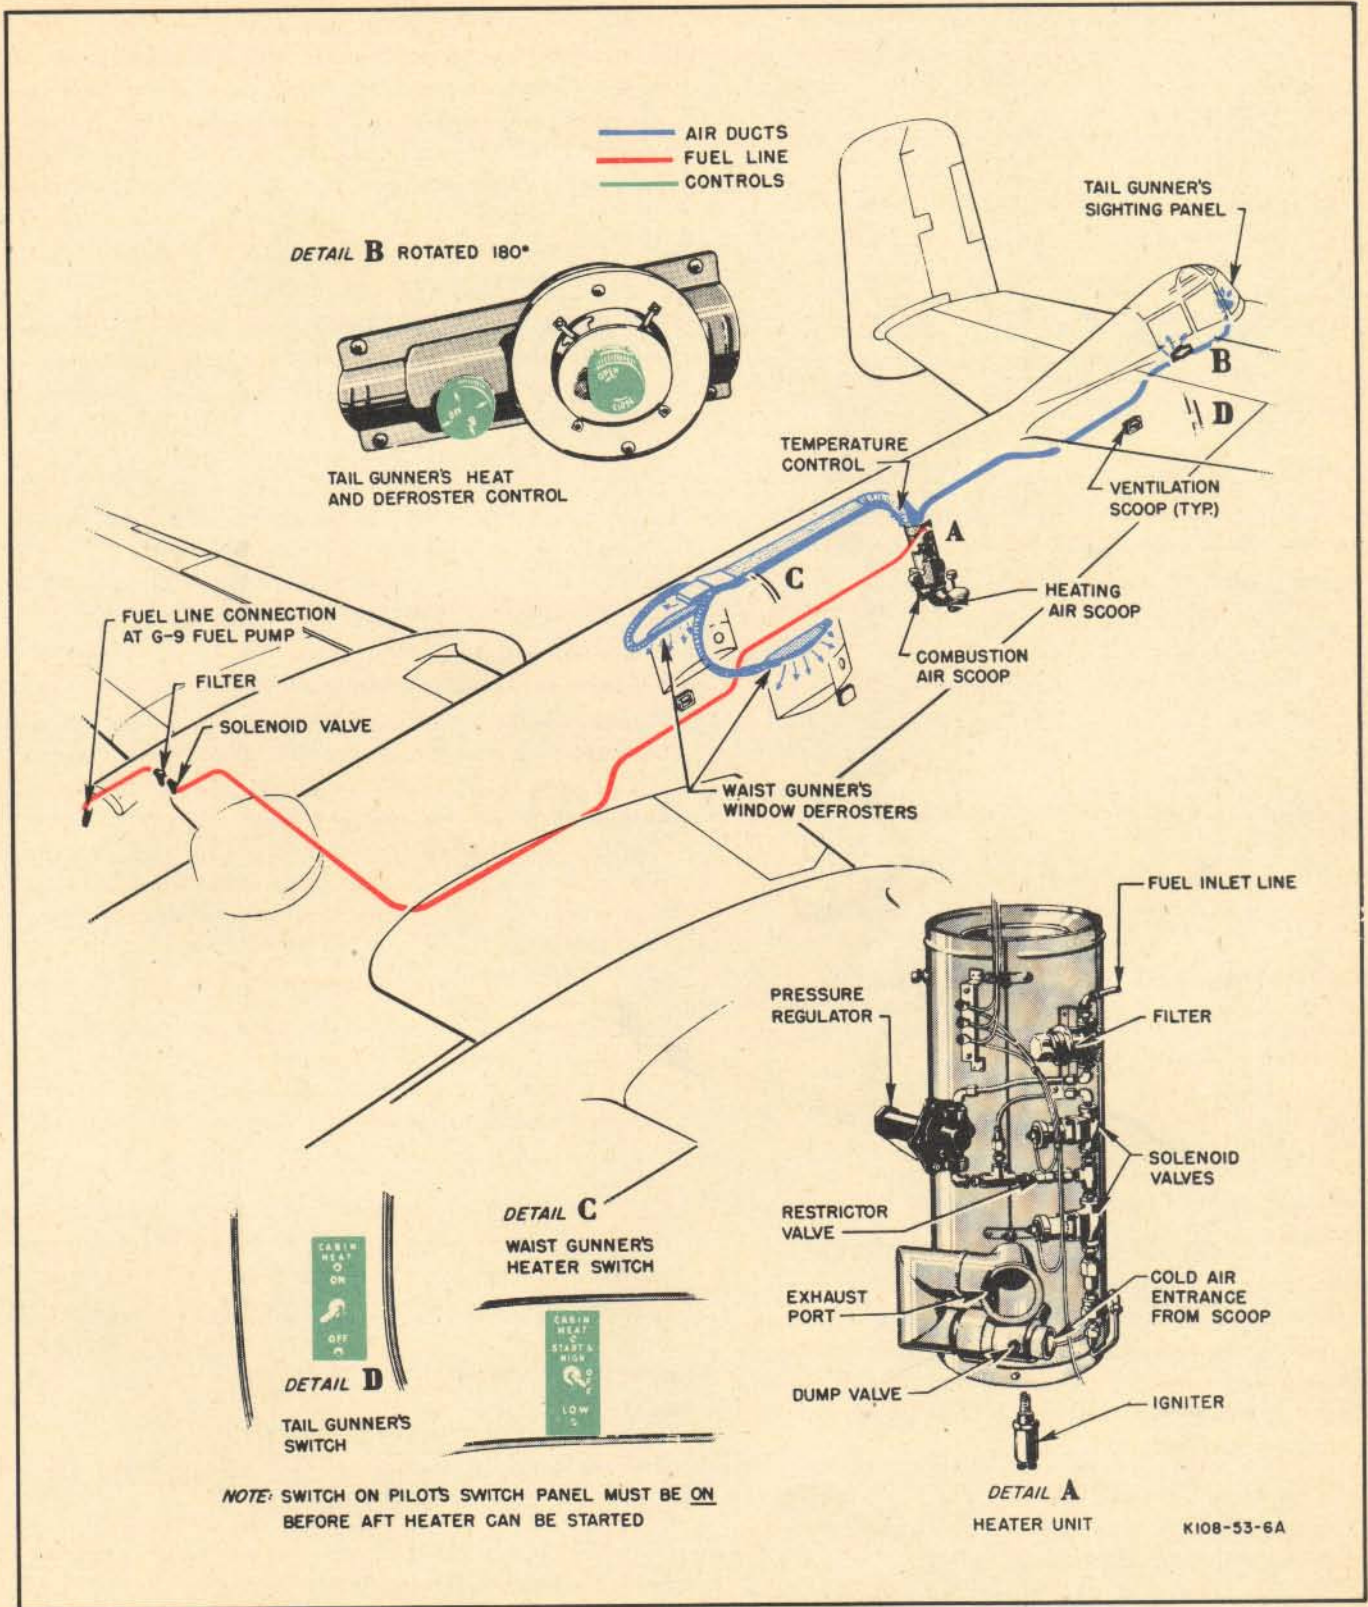 AIR DUCTS
FUEL LINE
CONTROLS
TAIL GUNNER'S
SIGHTING PANEL
DETAIL B ROTATED 180°
TAIL GUNNER'S HEAT
AND DEFROSTER CONTROL
B
D
TEMPERATURE
CONTROL
VENTILATION
SCOOP (TYP.)
A
C
HEATING
AIR SCOOP
FUEL LINE CONNECTION
AT G-9 FUEL PUMP
FILTER
SOLENOID VALVE
COMBUSTION
AIR SCOOP
WAIST GUNNER'S
WINDOW DEFROSTERS
FUEL INLET LINE
PRESSURE
REGULATOR
FILTER
SOLENOID
VALVES
RESTRICTOR
VALVE
EXHAUST
PORT
COLD AIR
ENTRANCE
FROM SCOOP
DUMP VALVE
IGNITER
DETAIL A
HEATER UNIT
DETAIL C
WAIST GUNNER'S
HEATER SWITCH
CABIN
HEAT
START &
HIGH
OFF
LOW
CABIN
HEAT
ON
OFF
DETAIL D
TAIL GUNNER'S
SWITCH
NOTE: SWITCH ON PILOT'S SWITCH PANEL MUST BE ON
BEFORE AFT HEATER CAN BE STARTED
K108-53-6A